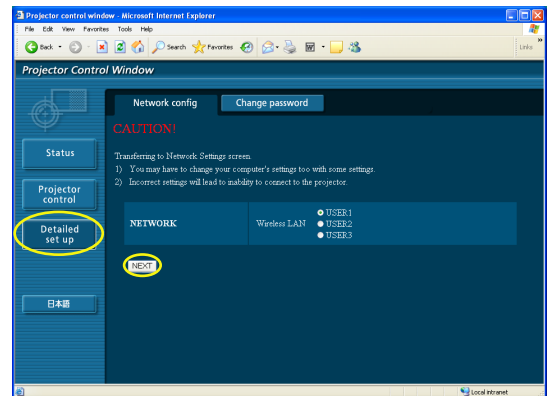 Projector control window - Microsoft Internet Explorer
File Edit View Favorites Tools Help
Back Search Favorites Links
Projector Control Window
Network config Change password
CAUTION!
Status
Transferring to Network Settings screen.
1) You may have to change your computer's settings too with some settings.
2) Incorrect settings will lead to inability to connect to the projector.
Projector
control
NETWORK Wireless LAN USER1
USER2
USER3
Detailed
set up
NEXT
日本語
Local intranet